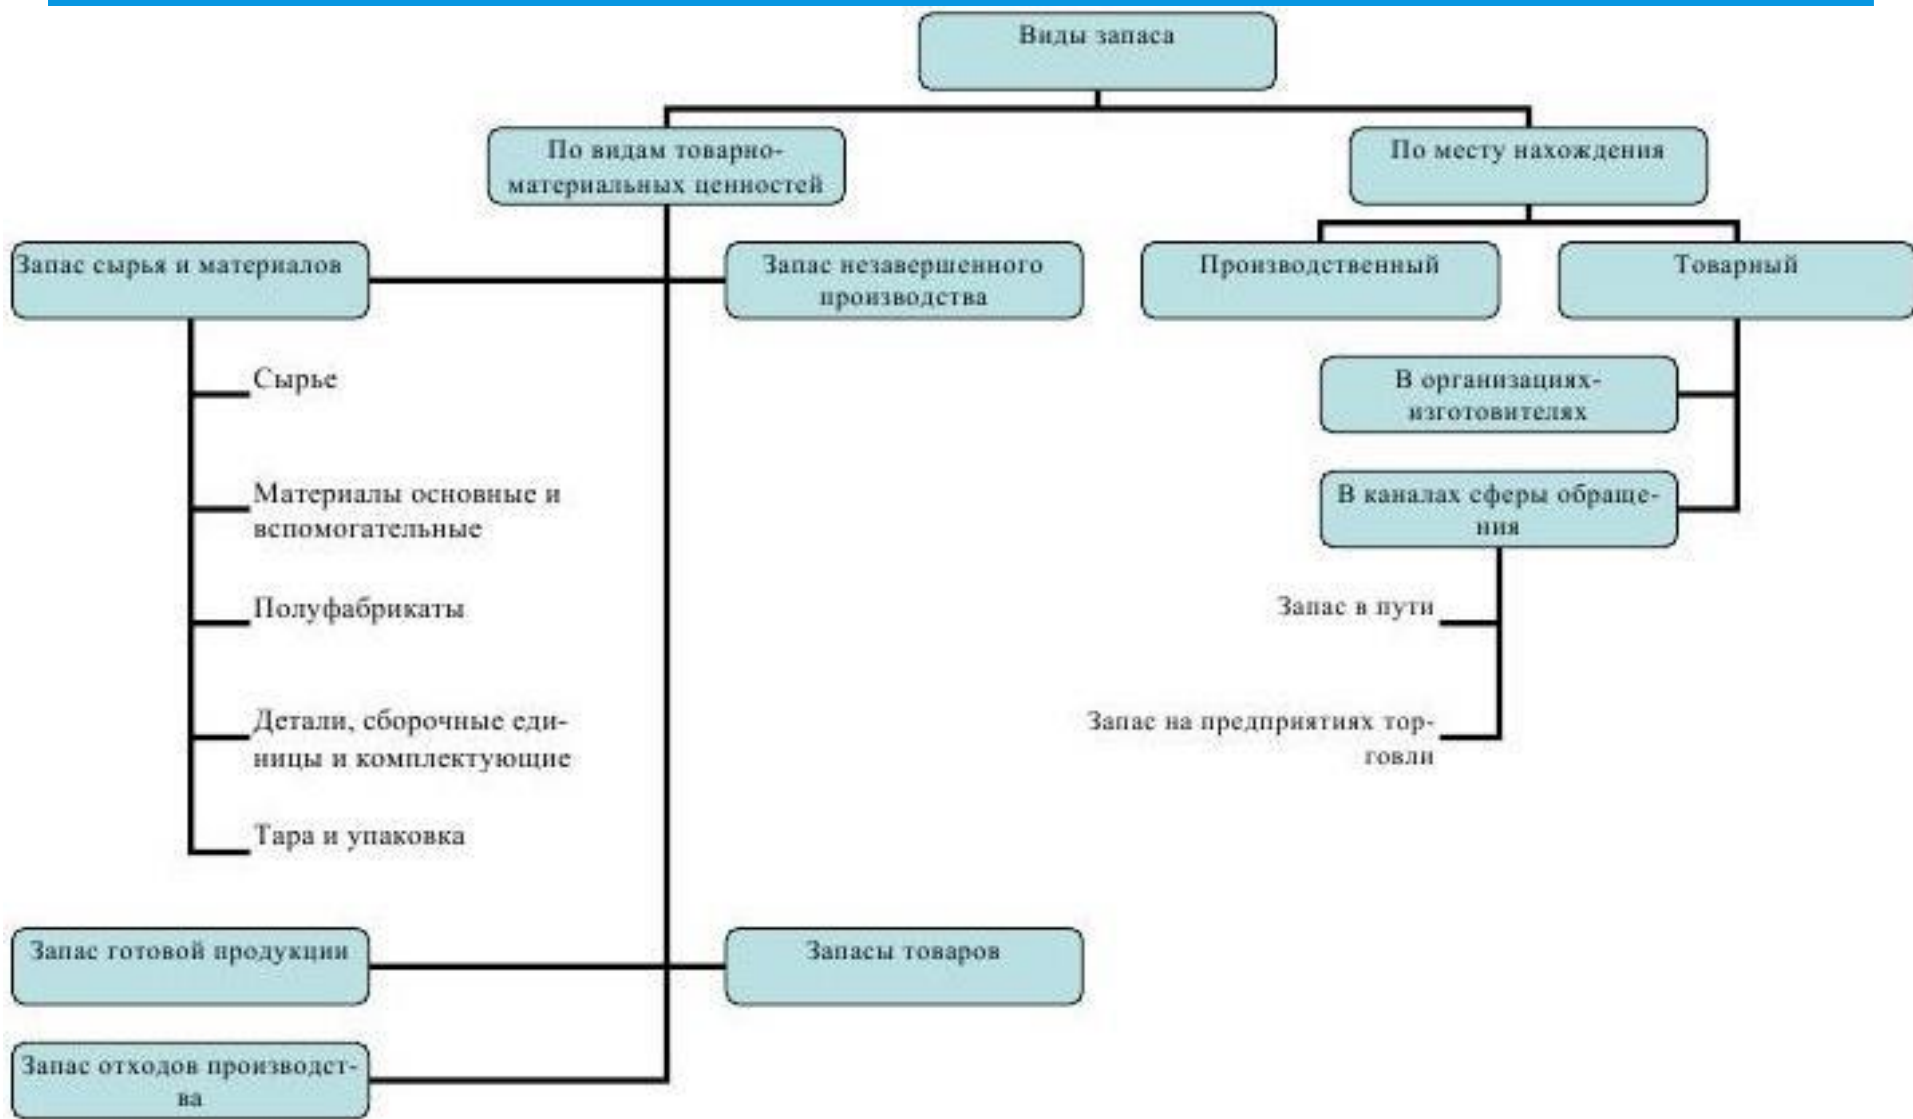 Виды запаса
По видам товарно-
материальных ценностей
По месту нахождения
Запас сырья и материалов
Запас незавершенного
производства
Производственный
Товарный
Сырье
Материалы основные и
вспомогательные
Полуфабрикаты
Детали, сборочные еди-
ницы и комплектующие
Тара и упаковка
В организациях-
изготовителях
В каналах сферы обраще-
ния
Запас в пути
Запас на предприятиях тор-
говли
Запас готовой продукции
Запасы товаров
Запас отходов производст-
ва